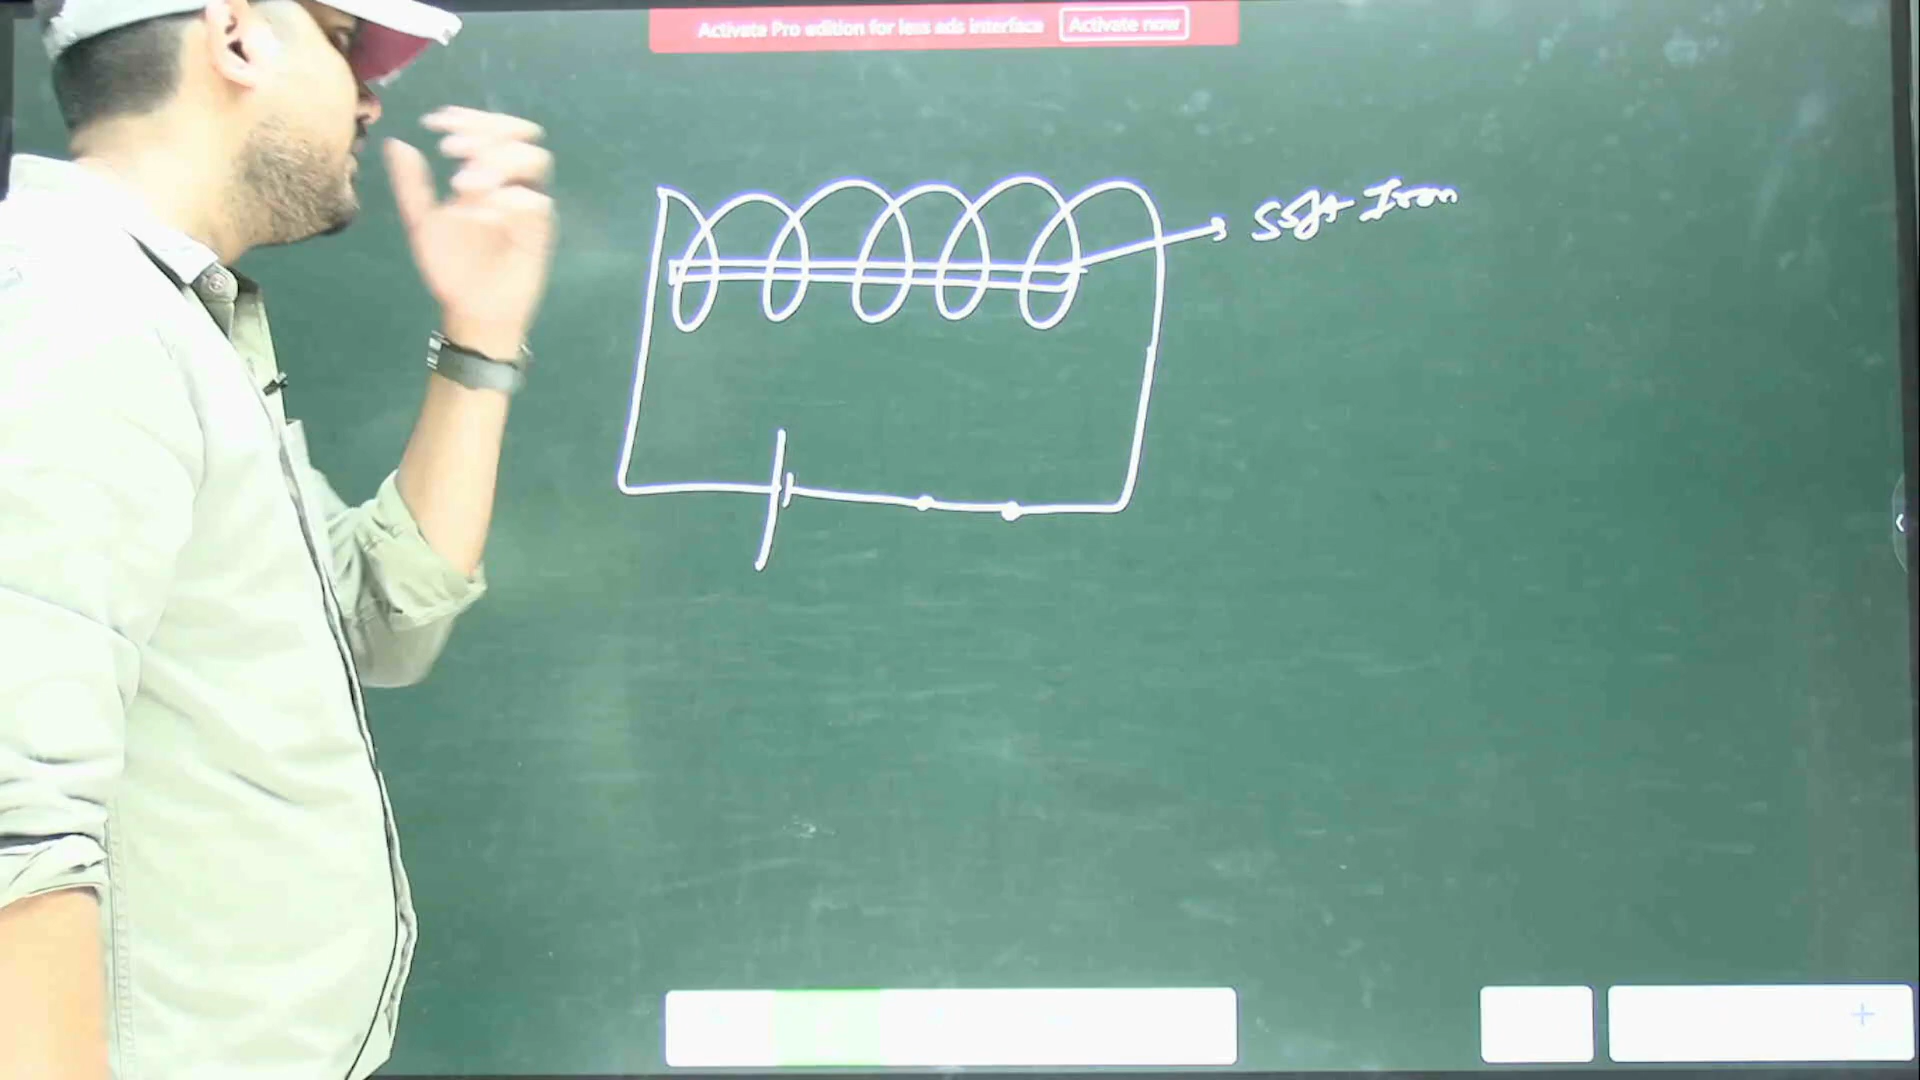 Activate Pro edition for less ads interface Activate now
Soft Iron